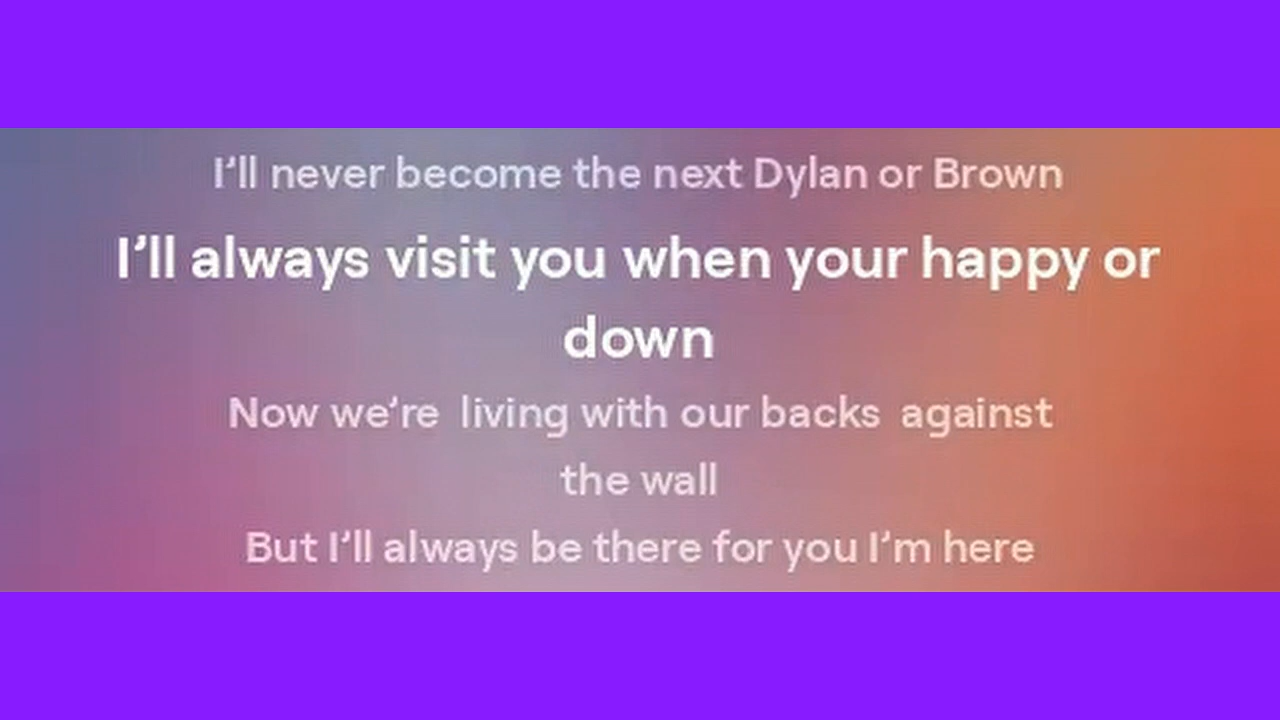 I’ll never become the next Dylan or Brown
I’ll always visit you when your happy or
down
Now we’re  living with our backs  against
the wall
But I’ll always be there for you I’m here